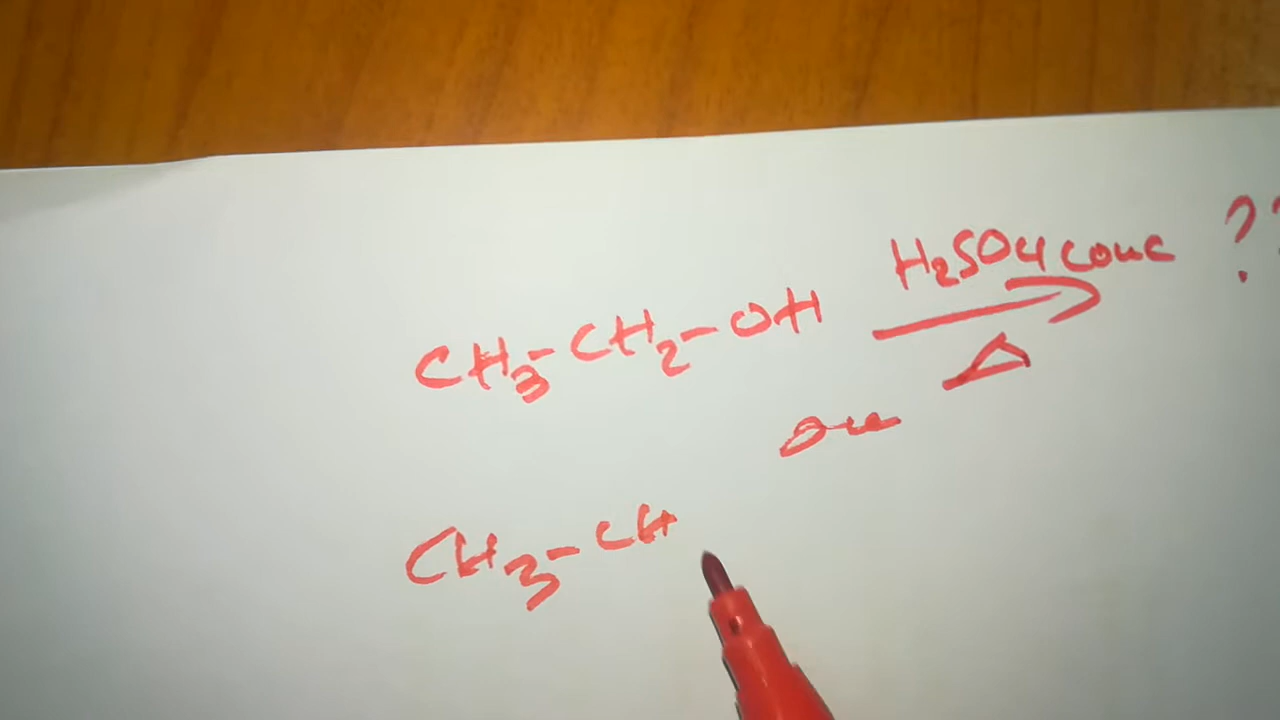 H₂SO4 conc ??
CH₃-CH₂-OH
Δ
CH₃-CH